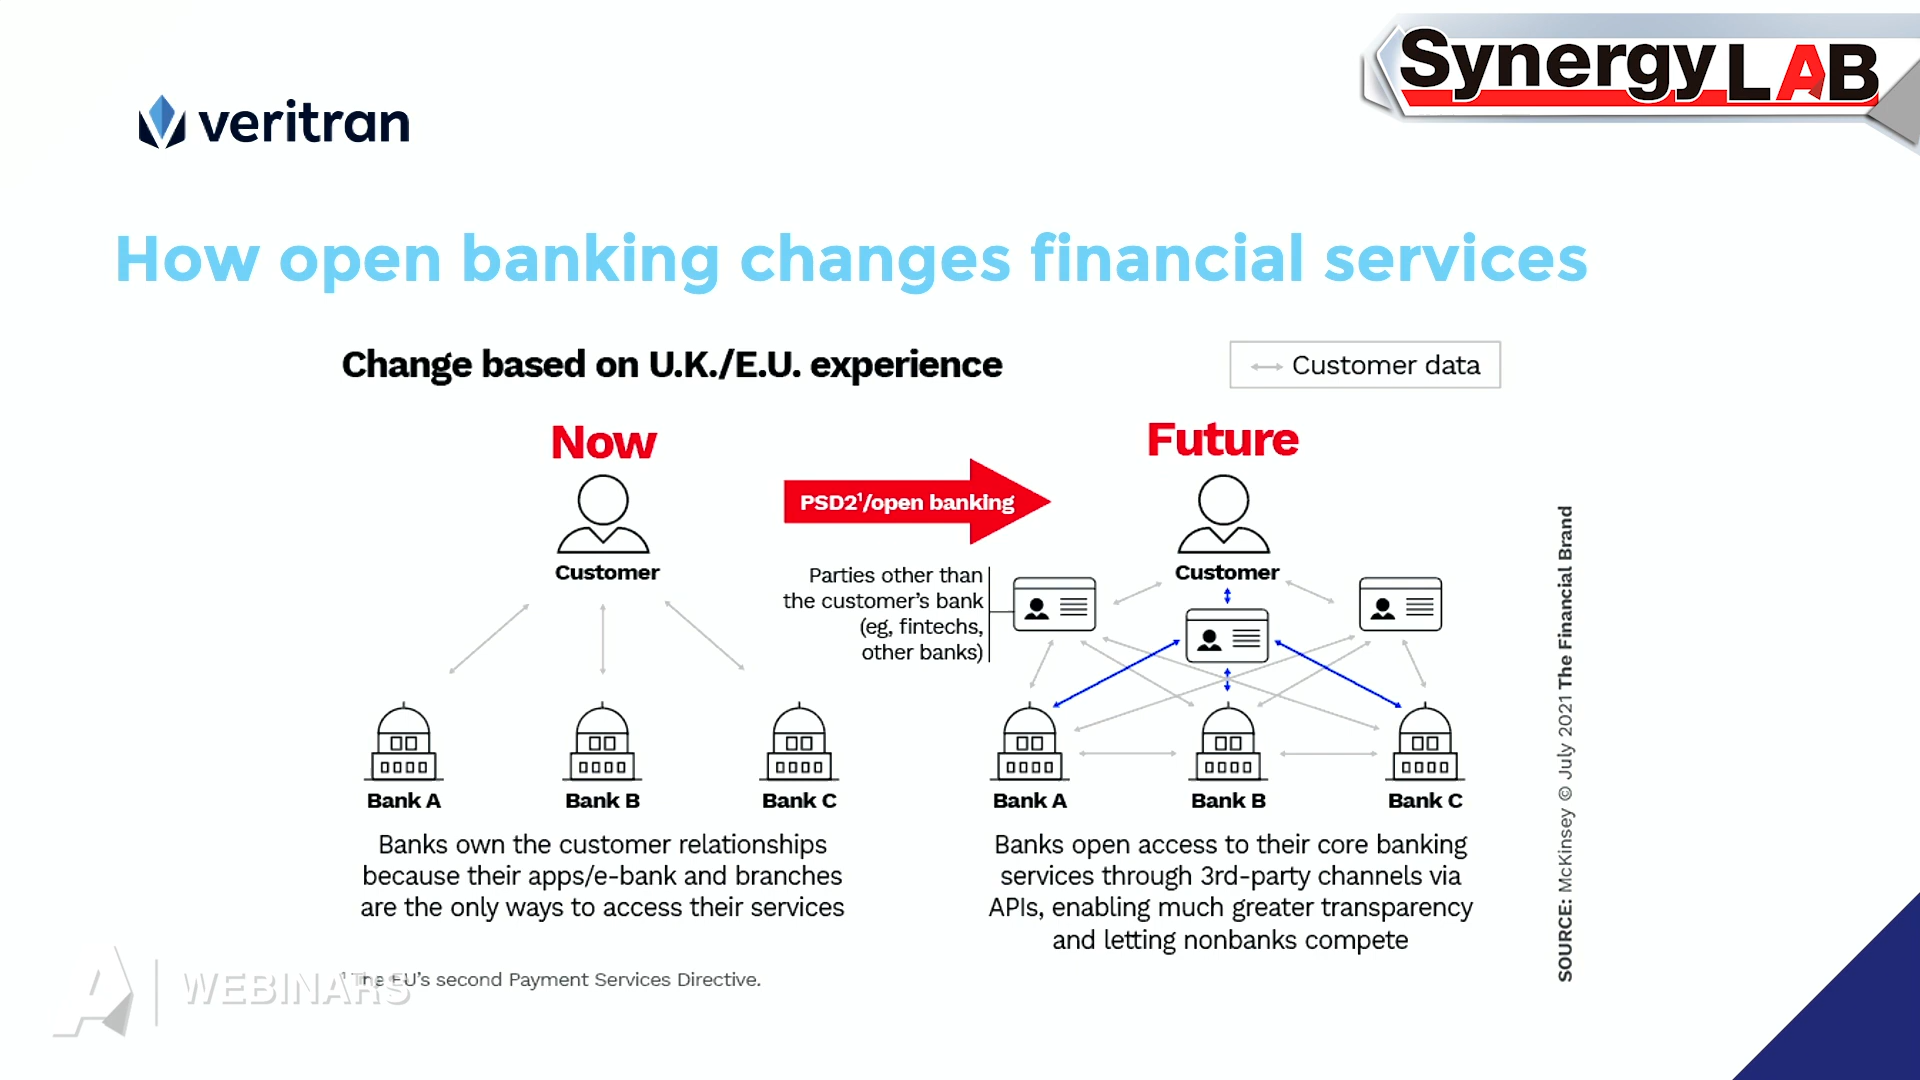 Synergy LAB
veritran
How open banking changes financial services
Change based on U.K./E.U. experience
Customer data
Now
Future
PSD2¹/open banking
Customer
Customer
Parties other than
the customer's bank
(eg, fintechs,
other banks)
Bank A
Bank B
Bank C
Bank A
Bank B
Bank C
Banks own the customer relationships
because their apps/e-bank and branches
are the only ways to access their services
Banks open access to their core banking
services through 3rd-party channels via
APIs, enabling much greater transparency
and letting nonbanks compete
¹ The EU's second Payment Services Directive.
A WEBINARS
SOURCE: McKinsey © July 2021 The Financial Brand